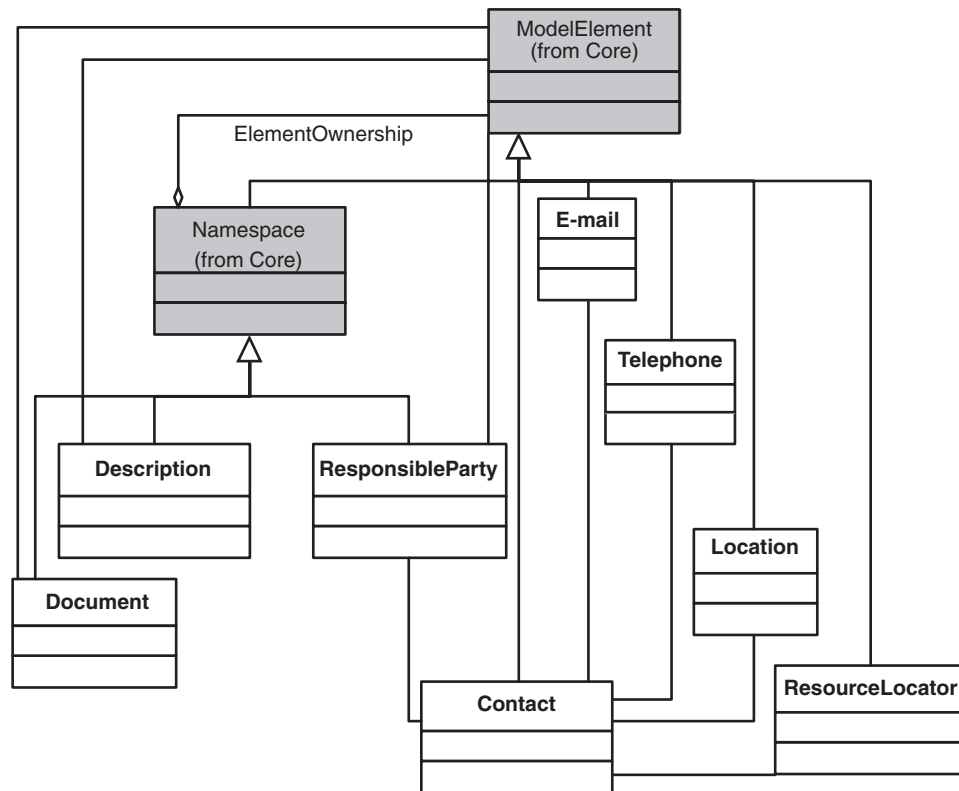 ModelElement
(from Core)
ElementOwnership
Namespace
(from Core)
E-mail
Telephone
Description
ResponsibleParty
Location
Document
Contact
ResourceLocator